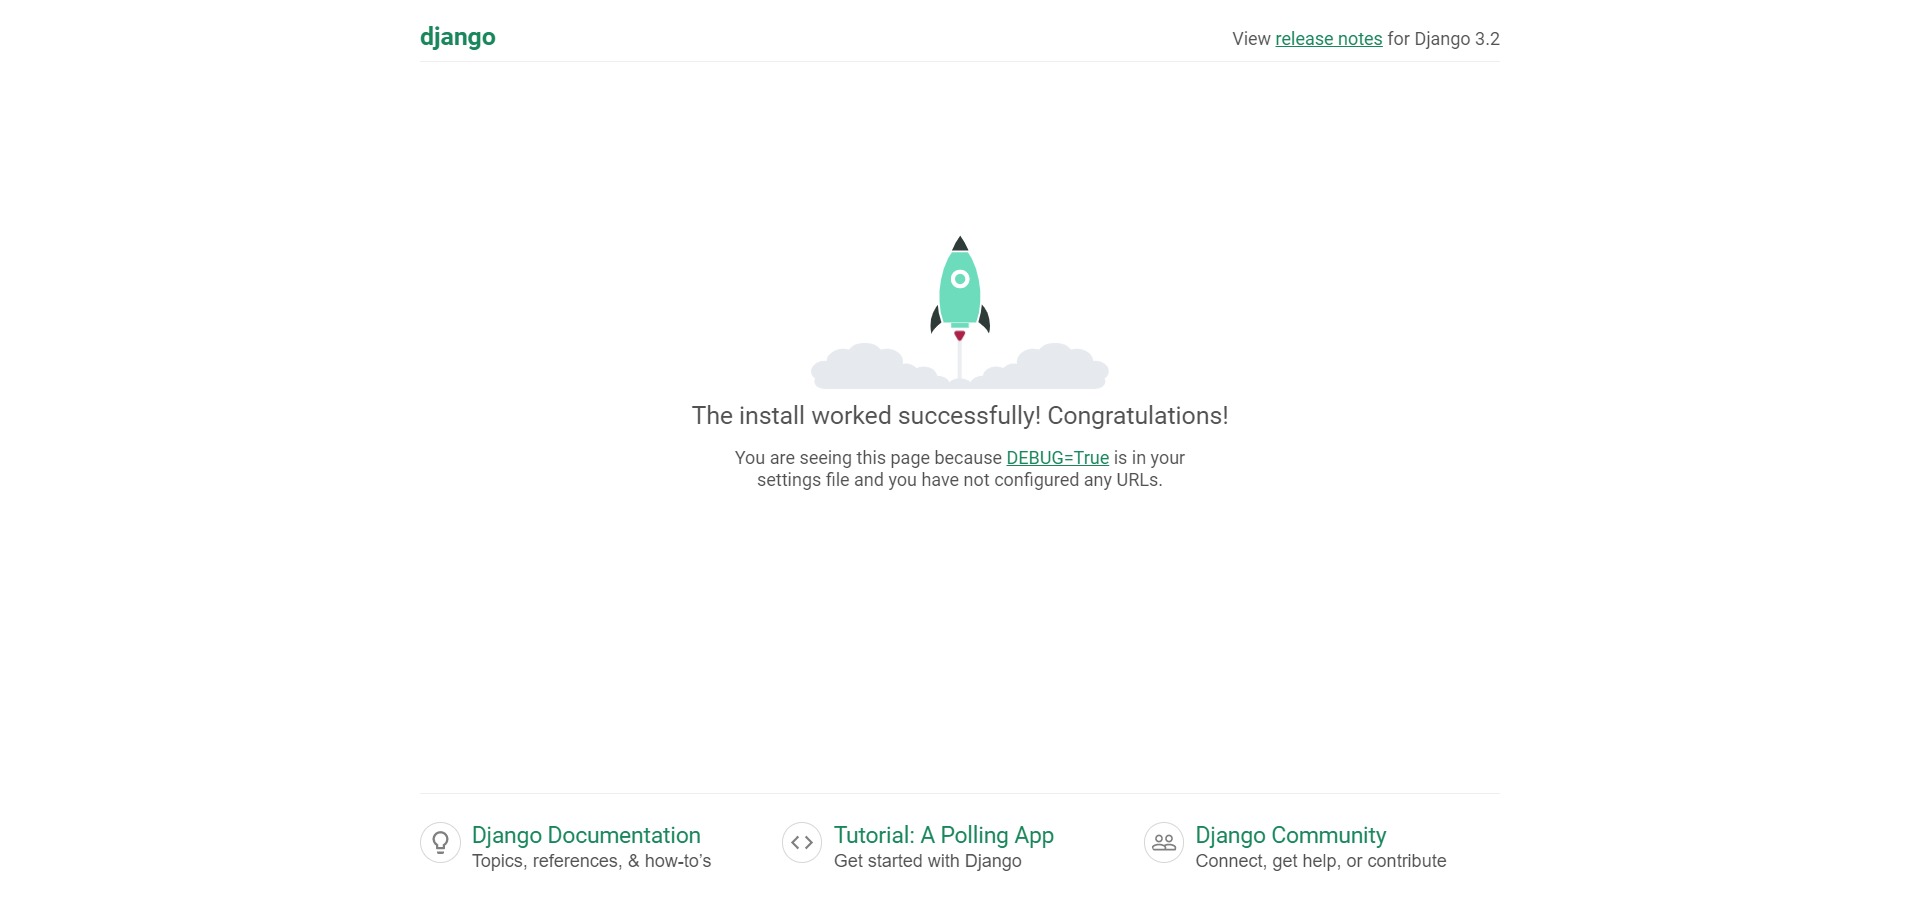 django
View release notes for Django 3.2
The install worked successfully! Congratulations!
You are seeing this page because DEBUG=True is in your
settings file and you have not configured any URLs.
Django Documentation
Topics, references, & how-to's
Tutorial: A Polling App
Get started with Django
Django Community
Connect, get help, or contribute